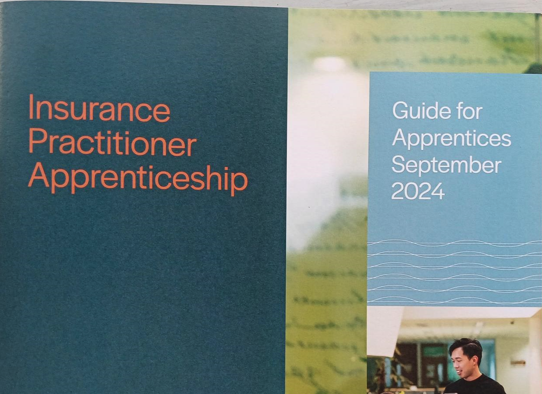 Insurance
Practitioner
Apprenticeship
Guide for
Apprentices
September
2024